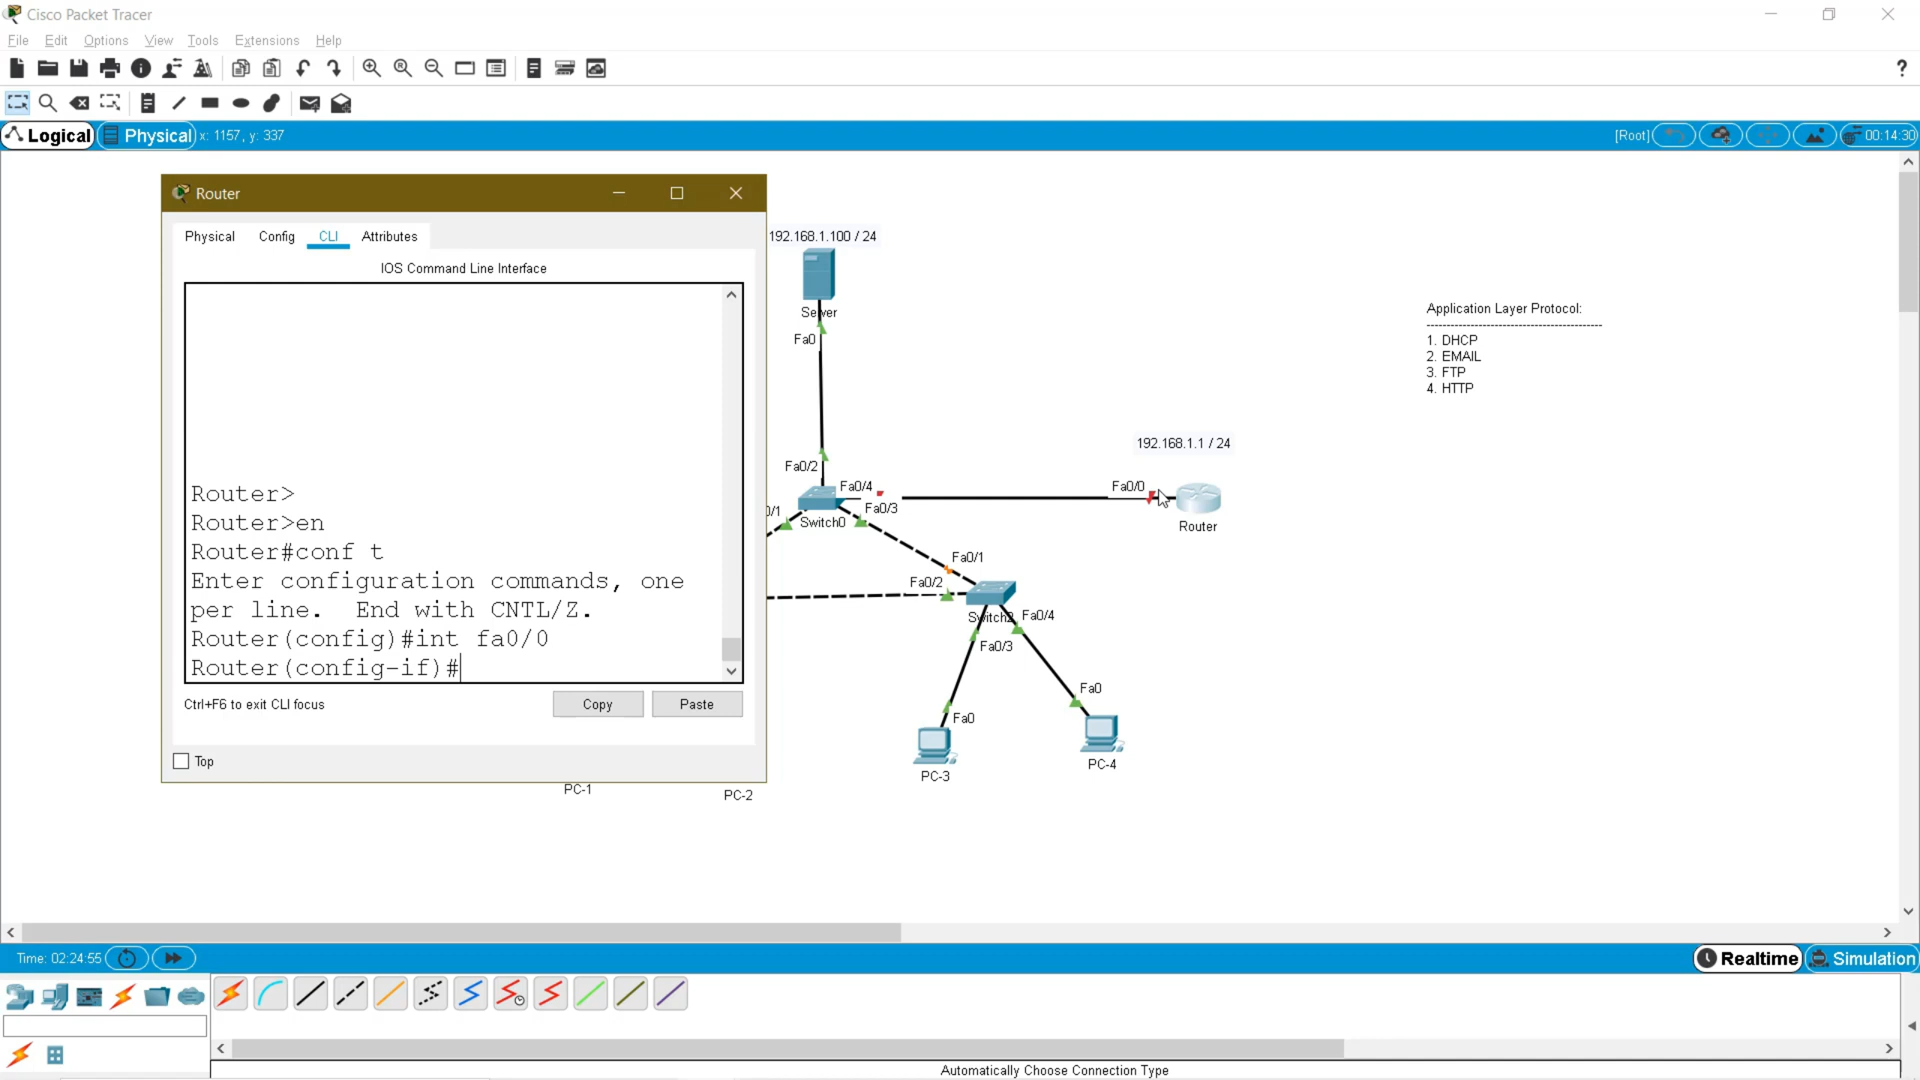 Cisco Packet Tracer
File Edit Options View Tools Extensions Help
?
Logical Physical x: 1157, y: 337
[Root] 00:14:30
Router
Physical Config CLI Attributes
IOS Command Line Interface
Router>
Router>en
Router#conf t
Enter configuration commands, one
per line. End with CNTL/Z.
Router(config)#int fa0/0
Router(config-if)#
Ctrl+F6 to exit CLI focus
Copy
Paste
Top
192.168.1.100 / 24
Server
Fa0
Fa0/2
Fa0/4
Fa0/3
/1
Switch0
192.168.1.1 / 24
Fa0/0
Router
Fa0/1
Fa0/2
Switch2
Fa0/4
Fa0/3
Fa0
Fa0
PC-3
PC-4
PC-1
PC-2
Application Layer Protocol:
-------------------------------------------
1. DHCP
2. EMAIL
3. FTP
4. HTTP
Time: 02:24:55
Realtime
Simulation
Automatically Choose Connection Type